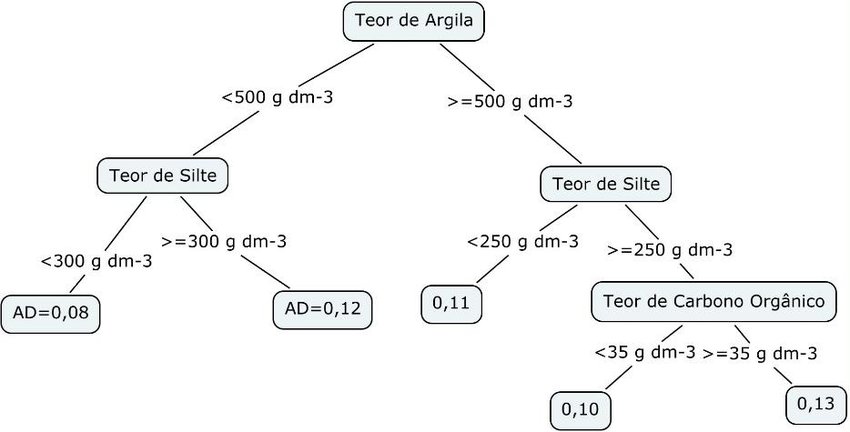 Teor de Argila
<500 g dm-3
>=500 g dm-3
Teor de Silte
Teor de Silte
<300 g dm-3
>=300 g dm-3
<250 g dm-3
>=250 g dm-3
AD=0,08
AD=0,12
0,11
Teor de Carbono Orgânico
<35 g dm-3
>=35 g dm-3
0,10
0,13